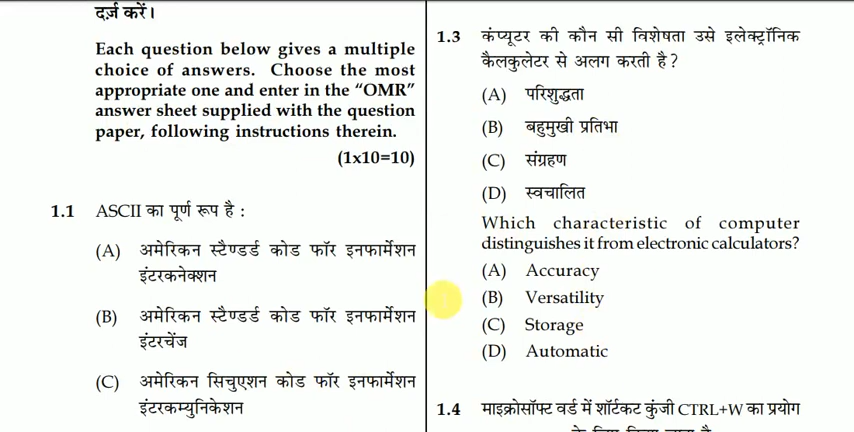 दर्ज़ करें।
Each question below gives a multiple
choice of answers. Choose the most
appropriate one and enter in the “OMR”
answer sheet supplied with the question
paper, following instructions therein.
(1x10=10)
1.1 ASCII का पूर्ण रूप है :
(A) अमेरिकन स्टैण्डर्ड कोड फॉर इनफार्मेशन
इंटरकनेक्शन
(B) अमेरिकन स्टैण्डर्ड कोड फॉर इनफार्मेशन
इंटरचेंज
(C) अमेरिकन सिचुएशन कोड फॉर इनफार्मेशन
इंटरकम्युनिकेशन
1.3 कंप्यूटर की कौन सी विशेषता उसे इलेक्ट्रॉनिक
कैलकुलेटर से अलग करती है?
(A) परिशुद्धता
(B) बहुमुखी प्रतिभा
(C) संग्रहण
(D) स्वचालित
Which characteristic of computer
distinguishes it from electronic calculators?
(A) Accuracy
(B) Versatility
(C) Storage
(D) Automatic
1.4 माइक्रोसॉफ्ट वर्ड में शॉर्टकट कुंजी CTRL+W का प्रयोग